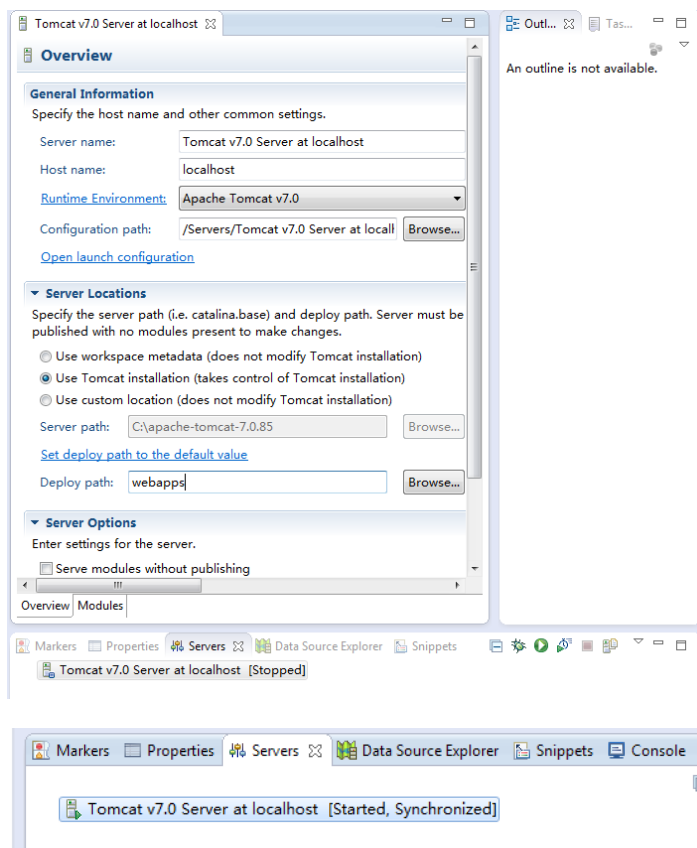 Tomcat v7.0 Server at localhost
Outl...
Tas...
Overview
An outline is not available.
General Information
Specify the host name and other common settings.
Server name: Tomcat v7.0 Server at localhost
Host name: localhost
Runtime Environment: Apache Tomcat v7.0
Configuration path: /Servers/Tomcat v7.0 Server at locall Browse...
Open launch configuration
Server Locations
Specify the server path (i.e. catalina.base) and deploy path. Server must be
published with no modules present to make changes.
Use workspace metadata (does not modify Tomcat installation)
Use Tomcat installation (takes control of Tomcat installation)
Use custom location (does not modify Tomcat installation)
Server path: C:\apache-tomcat-7.0.85 Browse...
Set deploy path to the default value
Deploy path: webapps Browse...
Server Options
Enter settings for the server.
Serve modules without publishing
Overview Modules
Markers Properties Servers Data Source Explorer Snippets
Tomcat v7.0 Server at localhost [Stopped]
Markers Properties Servers Data Source Explorer Snippets Console
Tomcat v7.0 Server at localhost [Started, Synchronized]